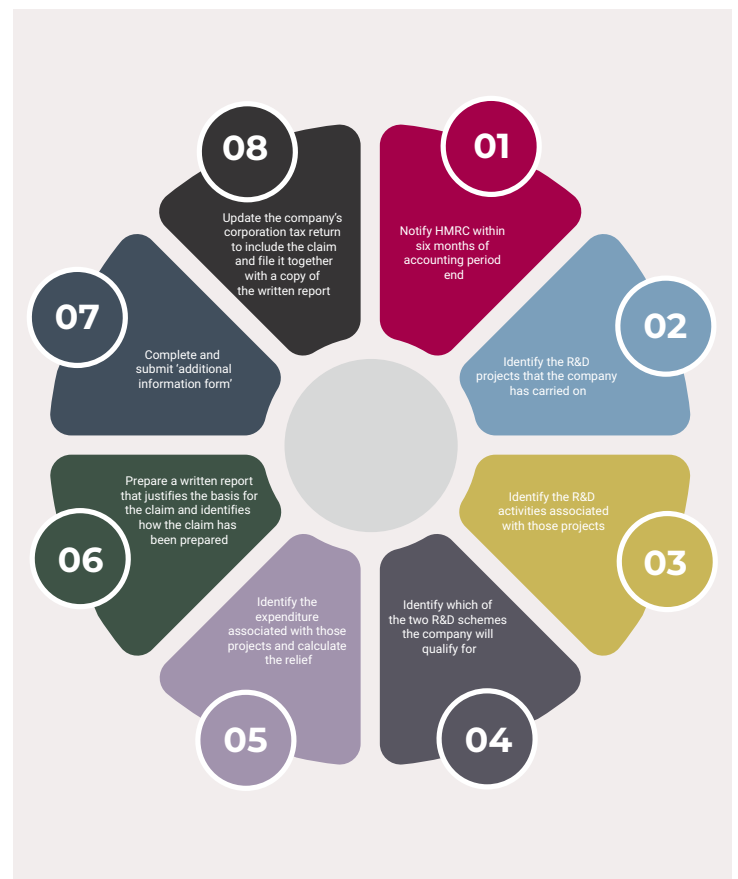 01
Notify HMRC within
six months of
accounting period
end
02
Identify the R&D
projects that the company
has carried on
03
Identify the R&D
activities associated
with those projects
04
Identify which of
the two R&D schemes
the company will
qualify for
05
Identify the
expenditure
associated with those
projects and calculate
the relief
06
Prepare a written report
that justifies the basis for
the claim and identifies
how the claim has
been prepared
07
Complete and
submit ‘additional
information form’
08
Update the company’s
corporation tax return
to include the claim
and file it together
with a copy of
the written report